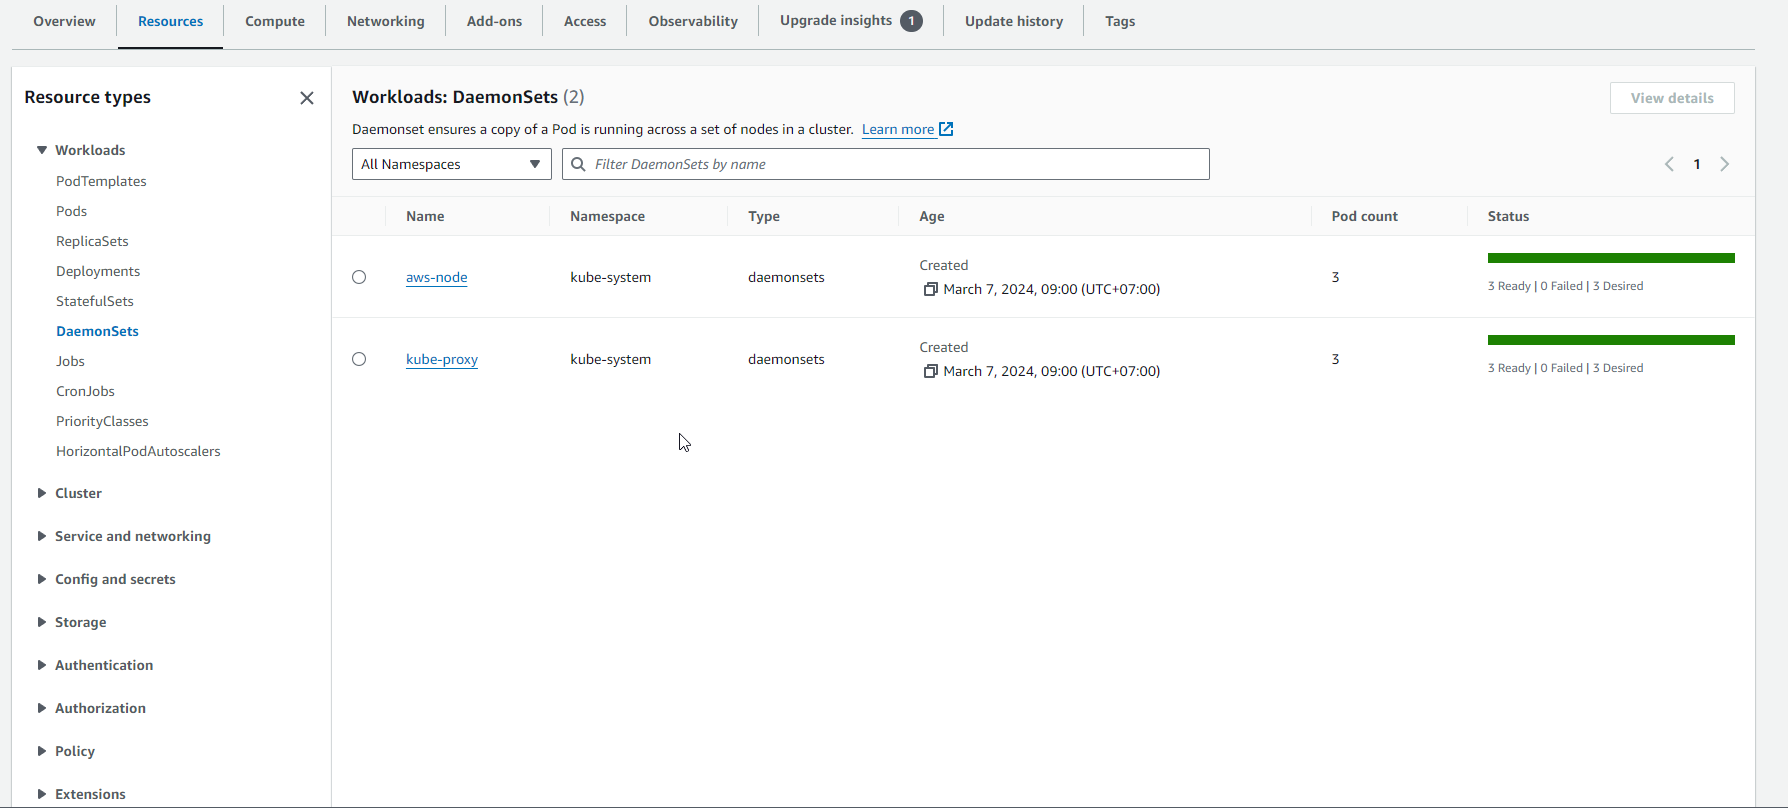 Overview Resources Compute Networking Add-ons Access Observability Upgrade insights 1 Update history Tags
Resource types
Workloads
PodTemplates
Pods
ReplicaSets
Deployments
StatefulSets
DaemonSets
Jobs
CronJobs
PriorityClasses
HorizontalPodAutoscalers
Cluster
Service and networking
Config and secrets
Storage
Authentication
Authorization
Policy
Extensions
Workloads: DaemonSets (2)
View details
Daemonset ensures a copy of a Pod is running across a set of nodes in a cluster. Learn more
All Namespaces Filter DaemonSets by name 1
Name Namespace Type Age Pod count Status
aws-node kube-system daemonsets Created 3
March 7, 2024, 09:00 (UTC+07:00) 3 Ready | 0 Failed | 3 Desired
kube-proxy kube-system daemonsets Created 3
March 7, 2024, 09:00 (UTC+07:00) 3 Ready | 0 Failed | 3 Desired